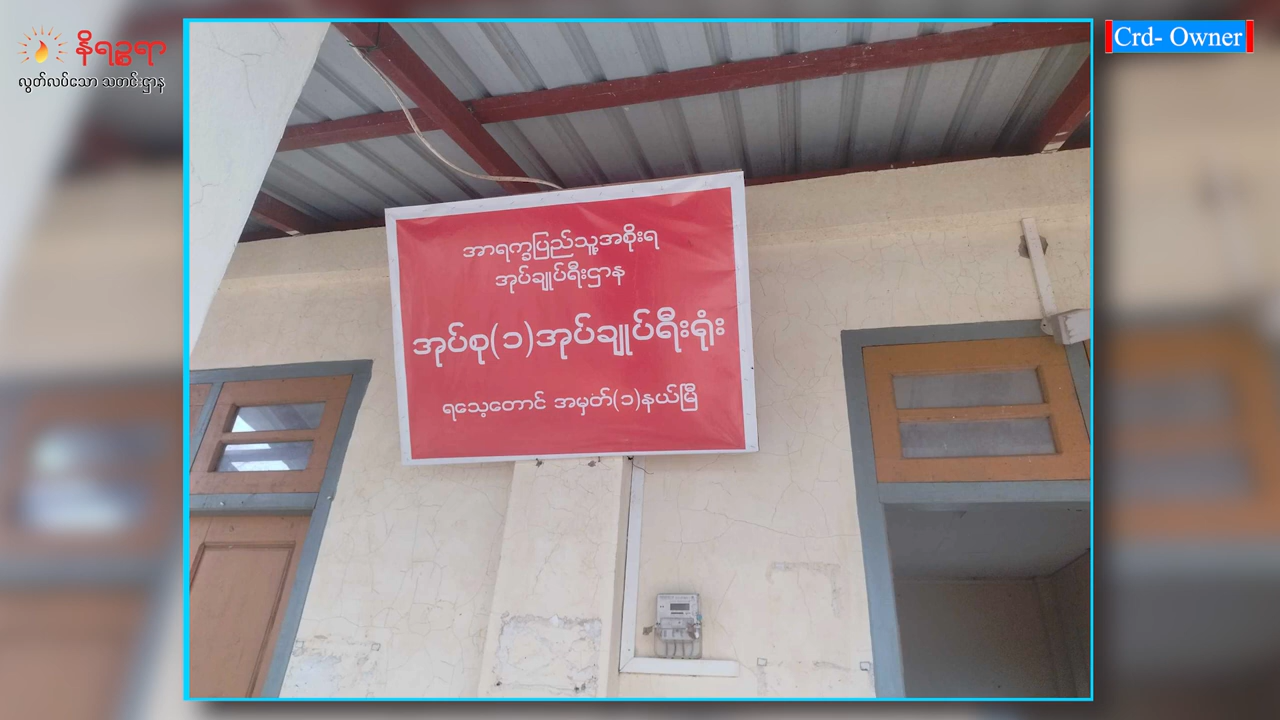 နိရဉ္စရာ
လွတ်လပ်သော သတင်းဌာန
Crd- Owner
အာရက္ခပြည်သူ့အစိုးရ
အုပ်ချုပ်ရီးဌာန
အုပ်စု(၁)အုပ်ချုပ်ရီးရုံး
ရသေ့တောင် အမှတ်(၁)နယ်မြီ